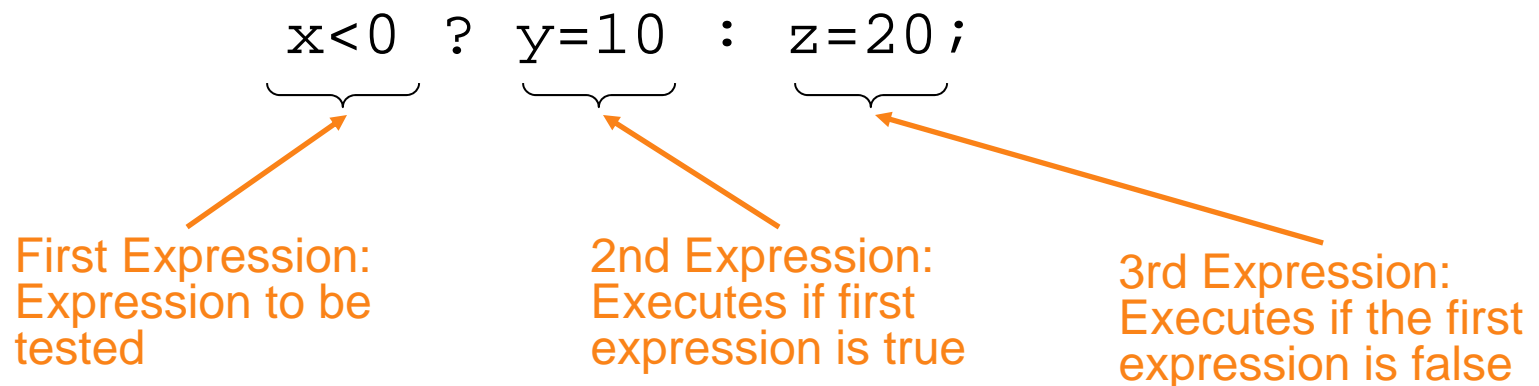 x<0 ? y=10 : z=20;
First Expression:
Expression to be
tested
2nd Expression:
Executes if first
expression is true
3rd Expression:
Executes if the first
expression is false